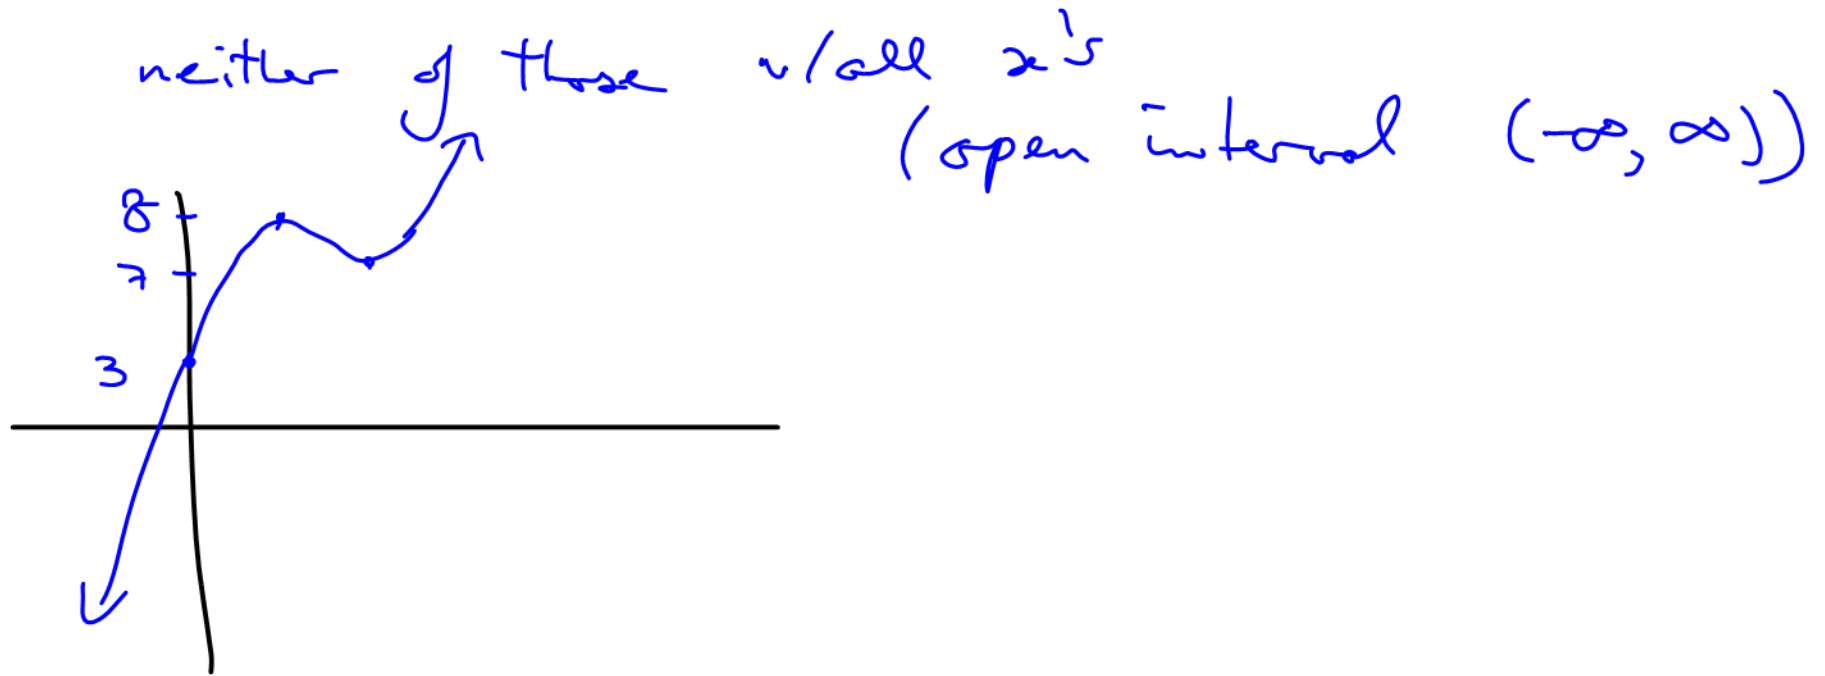 neither of those w/all x's
(open interval (-∞, ∞))
8
7
3